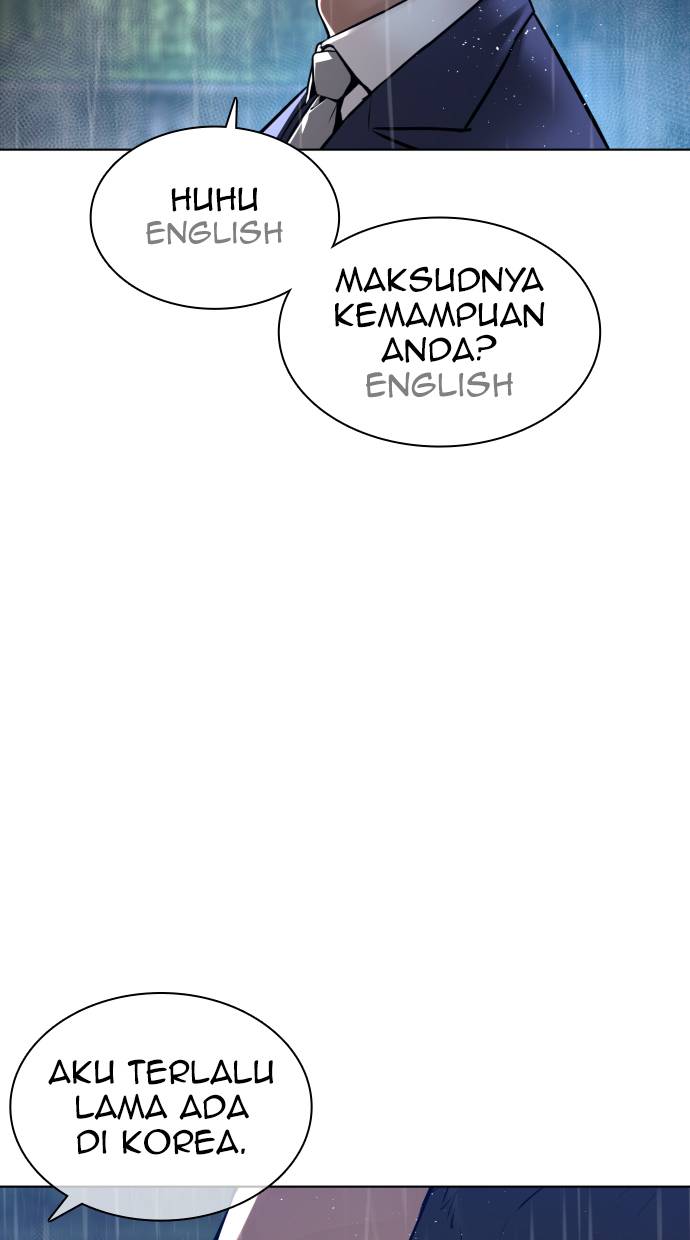 HUHU
ENGLISH
MAKSUDNYA
KEMAMPUAN
ANDA?
ENGLISH
AKU TERLALU
LAMA ADA
DI KOREA.